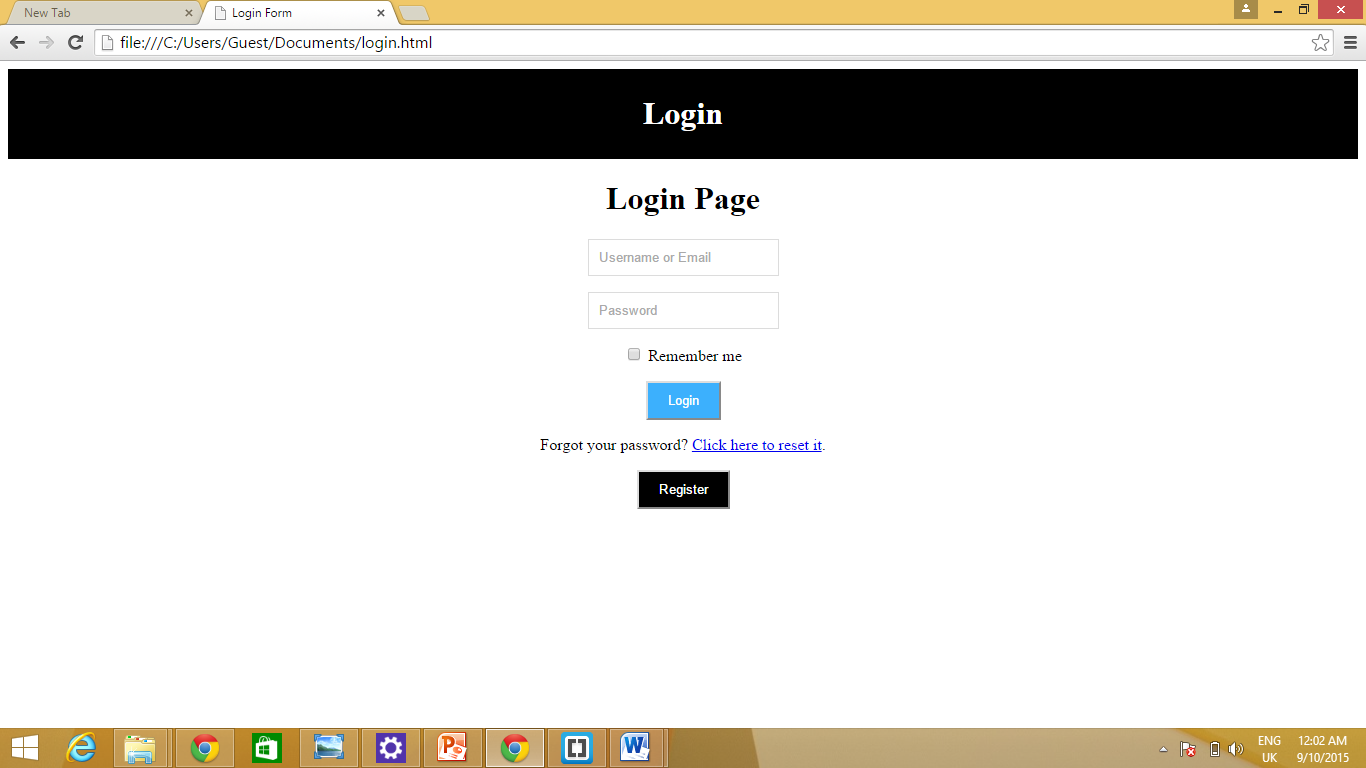 New Tab
Login Form
file:///C:/Users/Guest/Documents/login.html
Login
Login Page
Username or Email
Password
Remember me
Login
Forgot your password? Click here to reset it.
Register
ENG 12:02 AM
UK 9/10/2015